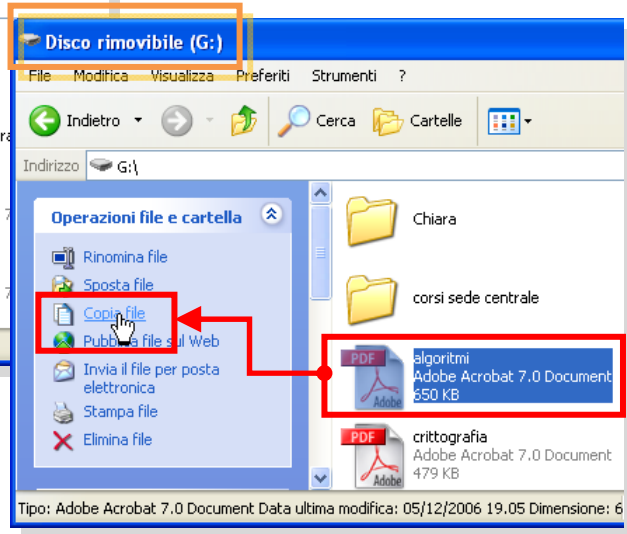 Disco rimovibile (G:)
File Modifica Visualizza Preferiti Strumenti ?
Indietro Cerca Cartelle
Indirizzo G:\
Operazioni file e cartella
Rinomina file
Sposta file
Copia file
Pubblica file sul Web
Invia il file per posta
elettronica
Stampa file
Elimina file
Chiara
corsi sede centrale
PDF
Adobe
algoritmi
Adobe Acrobat 7.0 Document
650 KB
PDF
Adobe
crittografia
Adobe Acrobat 7.0 Document
479 KB
Tipo: Adobe Acrobat 7.0 Document Data ultima modifica: 05/12/2006 19.05 Dimensione: 6